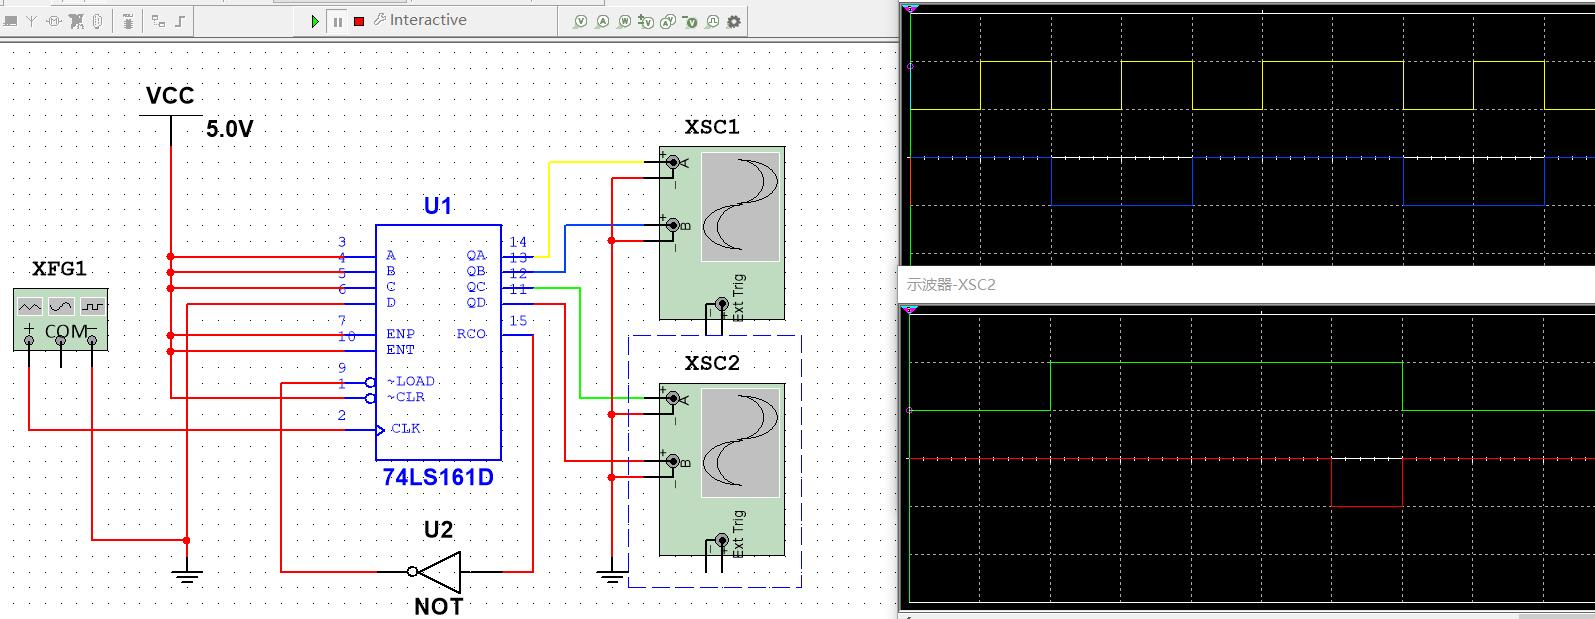 Interactive
VCC
5.0V
XFG1
COM
U1
3
4
5
6
7
10
9
1
2
A
B
C
D
ENP
ENT
~LOAD
~CLR
CLK
QA
QB
QC
QD
RCO
14
13
12
11
15
74LS161D
U2
NOT
XSC1
A
B
Ext Trig
XSC2
A
B
Ext Trig
示波器-XSC2